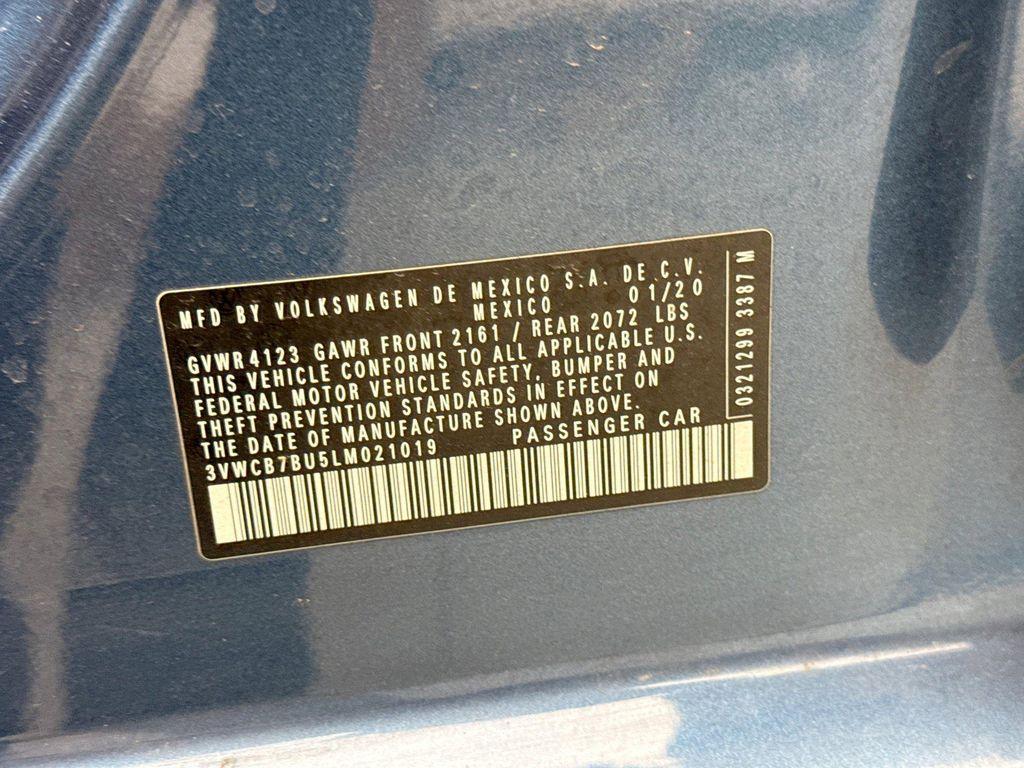 MFD BY VOLKSWAGEN DE MEXICO S.A. DE C.V.
MEXICO 01/20
GVWR 4123 GAWR FRONT 2161 / REAR 2072 LBS
THIS VEHICLE CONFORMS TO ALL APPLICABLE U.S.
FEDERAL MOTOR VEHICLE SAFETY, BUMPER AND
THEFT PREVENTION STANDARDS IN EFFECT ON
THE DATE OF MANUFACTURE SHOWN ABOVE.
3VWCB7BU5LM021019 PASSENGER CAR
0321299 3387 M